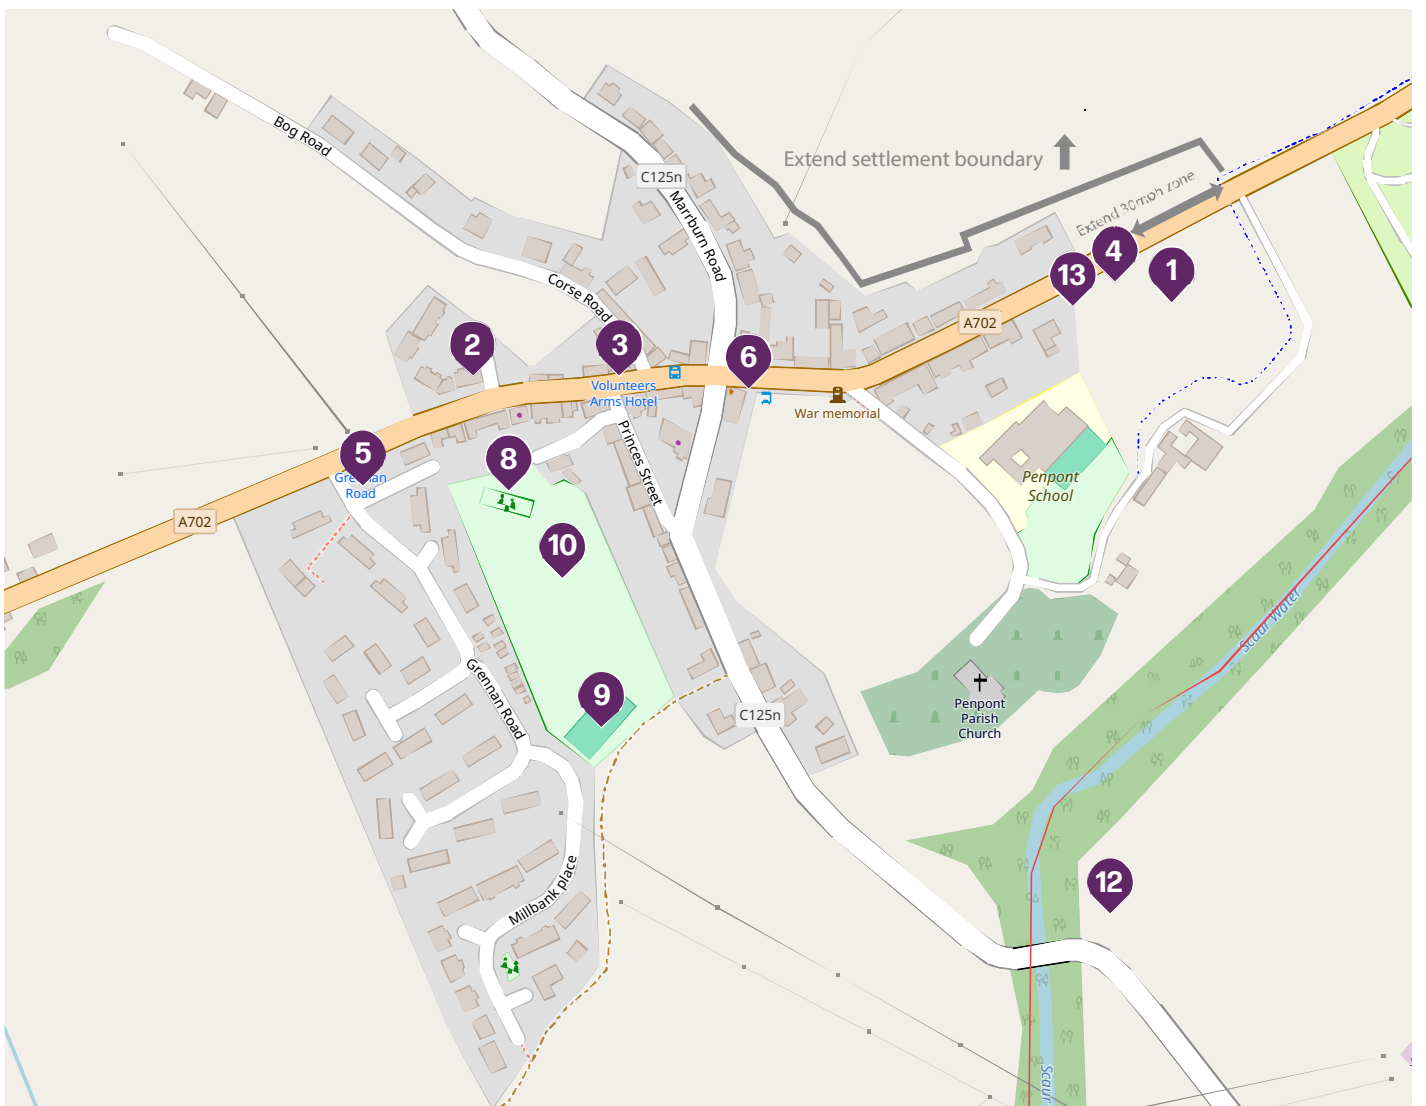 Bog Road
C125n
Extend settlement boundary
Extend 30mph zone
Marrburn Road
4
1
13
Corse Road
A702
2
3
6
Volunteers
Arms Hotel
War memorial
5
Grennan
Road
8
Princes Street
Penpont
School
A702
10
Scaur Water
Grennan Road
9
C125n
Penpont
Parish
Church
12
Millbank place
Scaur